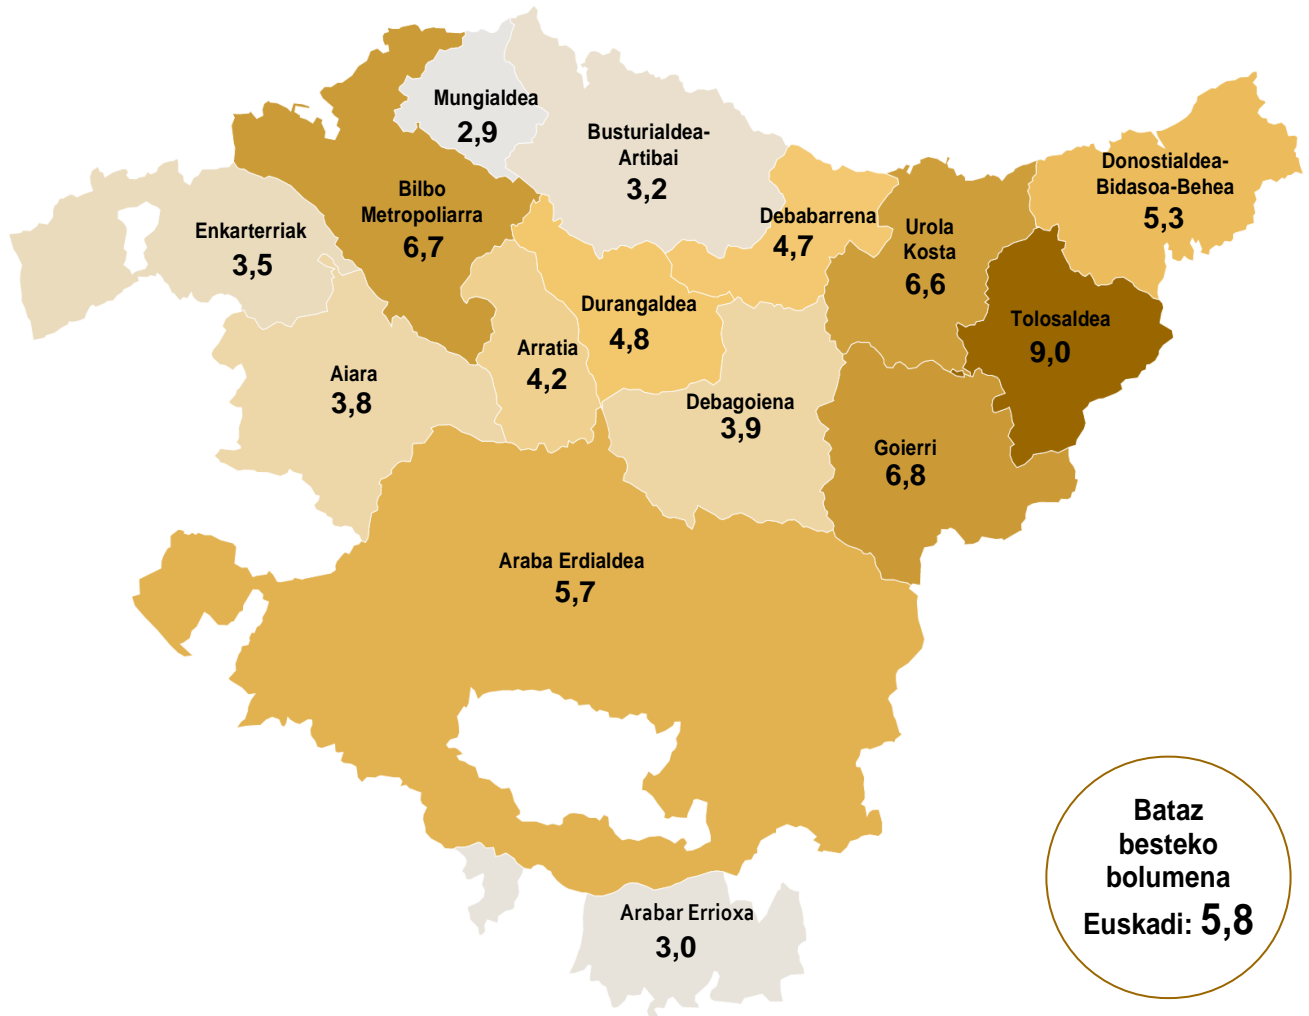 Mungialdea
2,9
Busturialdea-
Artibai
3,2
Donostialdea-
Bidasoa-Behea
5,3
Bilbo
Metropoliarra
6,7
Debabarrena
4,7
Urola
Kosta
6,6
Enkarterriak
3,5
Durangaldea
4,8
Tolosaldea
9,0
Arratia
4,2
Aiara
3,8
Debagoiena
3,9
Goierri
6,8
Araba Erdialdea
5,7
Arabar Errioxa
3,0
Bataz
besteko
bolumena
Euskadi: 5,8